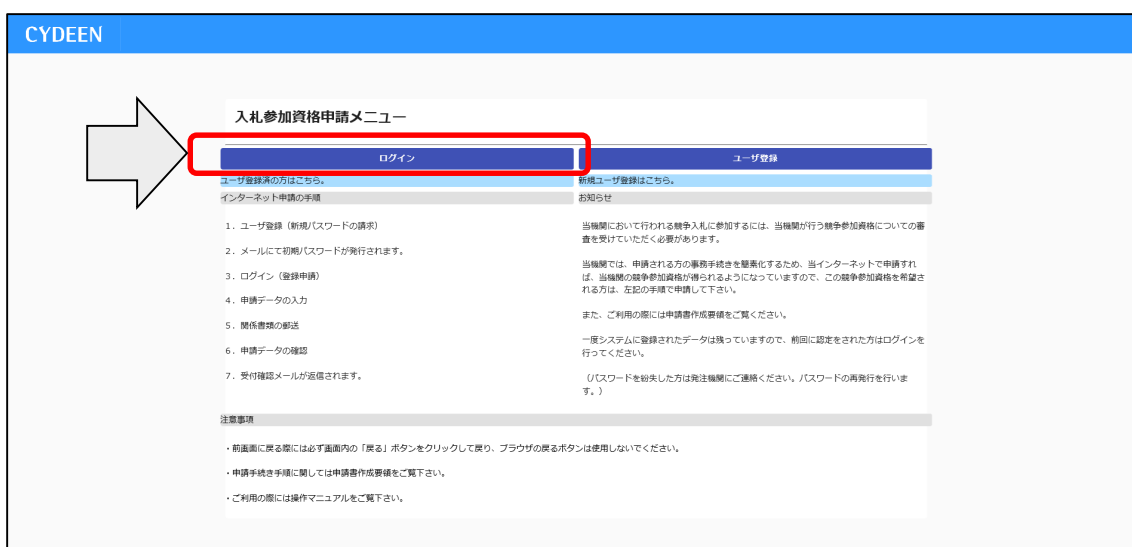 CYDEEN
入札参加資格申請メニュー
ログイン
ユーザ登録
ユーザ登録済の方はこちら。
新規ユーザ登録はこちら。
インターネット申請の手順
1．ユーザ登録（新規パスワードの請求）
2．メールにて初期パスワードが発行されます。
3．ログイン（登録申請）
4．申請データの入力
5．関係書類の郵送
6．申請データの確認
7．受付確認メールが返信されます。
お知らせ
当機関において行われる競争入札に参加するには、当機関が行う競争参加資格についての審
査を受けていただく必要があります。
当機関では、申請される方の事務手続きを簡素化するため、当インターネットで申請すれ
ば、当機関の競争参加資格が得られるようになっていますので、この競争参加資格を希望さ
れる方は、左記の手順で申請して下さい。
また、ご利用の際には申請書作成要領をご覧ください。
一度システムに登録されたデータは残っていますので、前回に認定をされた方はログインを
行ってください。
（パスワードを紛失した方は発注機関にご連絡ください。パスワードの再発行を行いま
す。）
注意事項
・前画面に戻る際には必ず画面内の「戻る」ボタンをクリックして戻り、ブラウザの戻るボタンは使用しないでください。
・申請手続き手順に関しては申請書作成要領をご覧下さい。
・ご利用の際には操作マニュアルをご覧下さい。